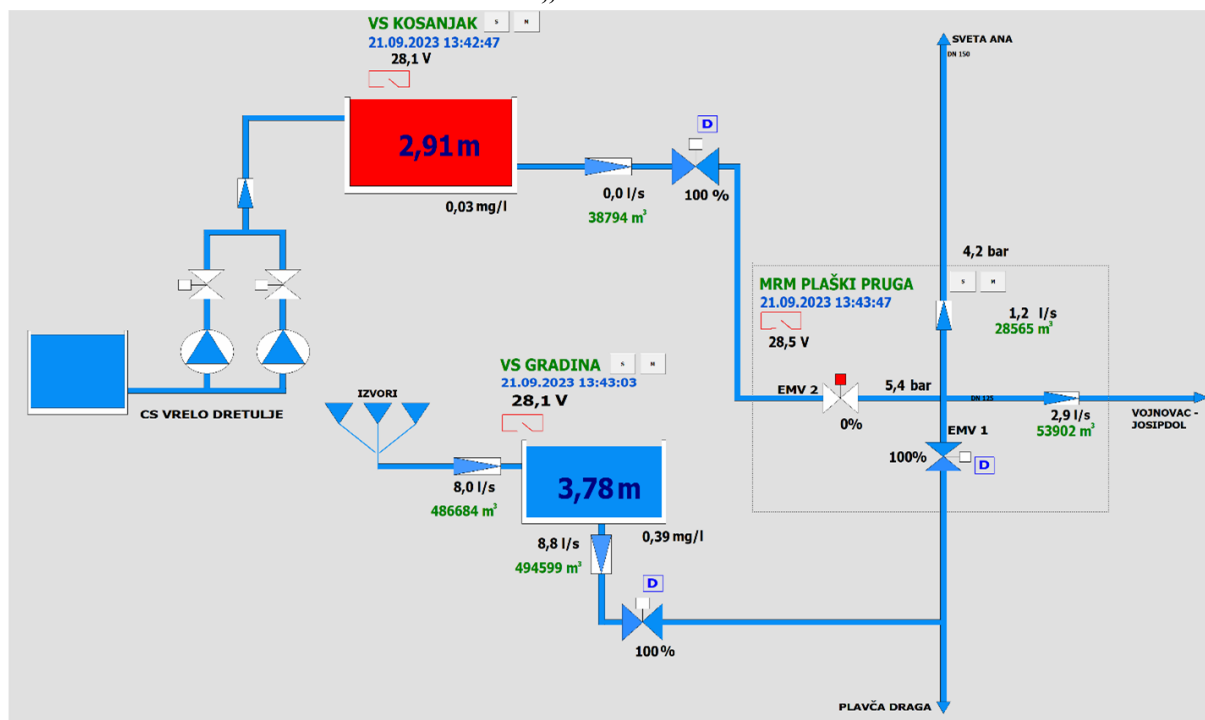 „
VS KOSANJAK S M
21.09.2023 13:42:47
28,1 V
2,91 m
0,03 mg/l
0,0 l/s
38794 m³
D
100 %
SVETA ANA
DN 150
4,2 bar
MRM PLAŠKI PRUGA S M
21.09.2023 13:43:47
28,5 V
1,2 l/s
28565 m³
EMV 2
0%
5,4 bar
DN 125
2,9 l/s
53902 m³
VOJNOVAC -
JOSIPDOL
EMV 1
100%
D
CS VRELO DRETULJE
IZVORI
8,0 l/s
486684 m³
VS GRADINA S M
21.09.2023 13:43:03
28,1 V
3,78 m
0,39 mg/l
8,8 l/s
494599 m³
D
100%
PLAVČA DRAGA